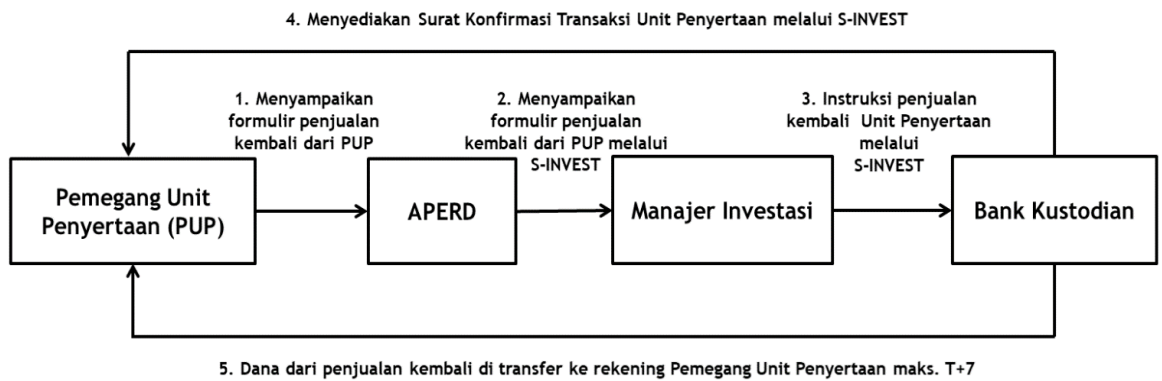 4. Menyediakan Surat Konfirmasi Transaksi Unit Penyertaan melalui S-INVEST
1. Menyampaikan
formulir penjualan
kembali dari PUP
2. Menyampaikan
formulir penjualan
kembali dari PUP melalui
S-INVEST
3. Instruksi penjualan
kembali Unit Penyertaan
melalui
S-INVEST
Pemegang Unit
Penyertaan (PUP)
APERD
Manajer Investasi
Bank Kustodian
5. Dana dari penjualan kembali di transfer ke rekening Pemegang Unit Penyertaan maks. T+7